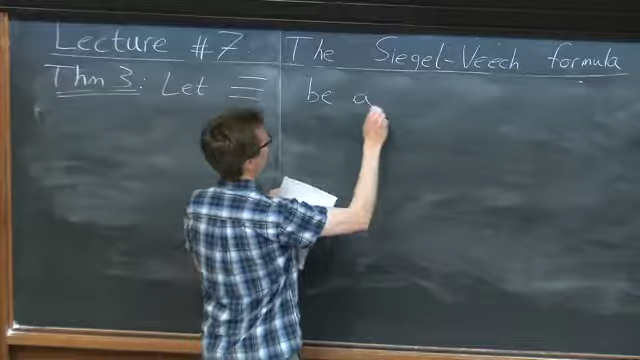 Lecture #7: The Siegel-Veech formula
Thm 3: Let Ξ be a